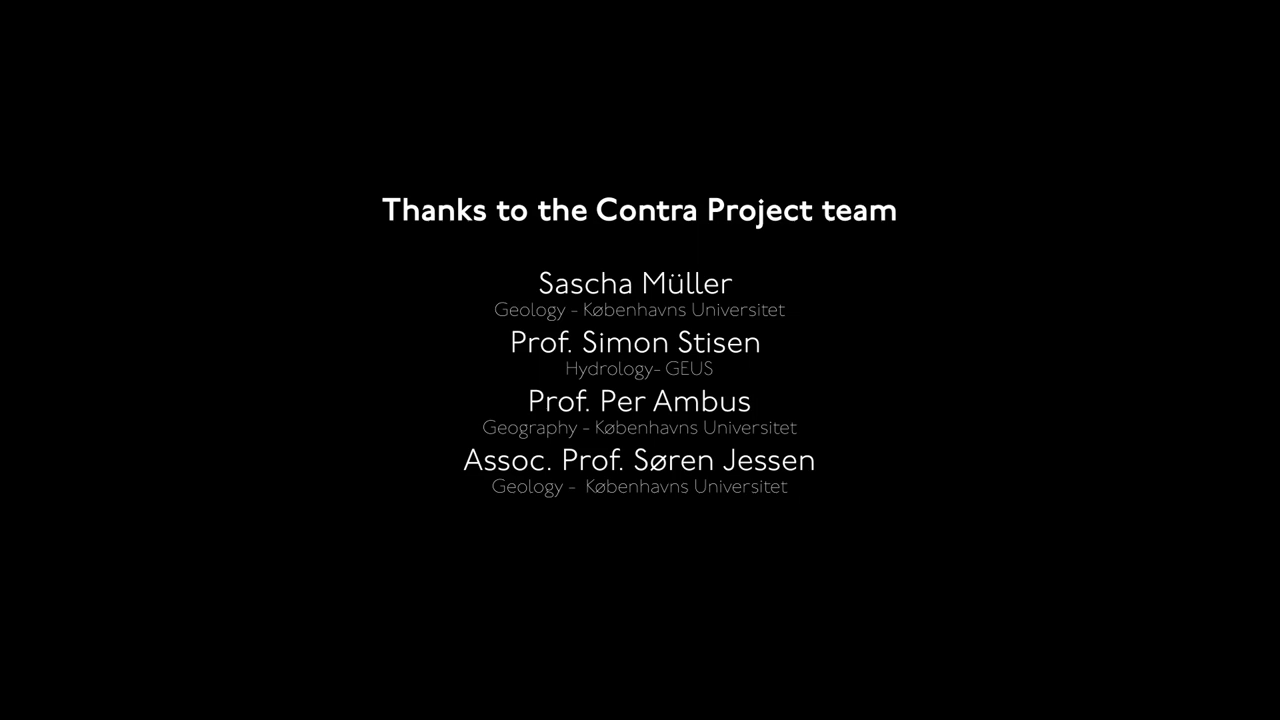 Thanks to the Contra Project team
Sascha Müller
Geology - Københavns Universitet
Prof. Simon Stisen
Hydrology- GEUS
Prof. Per Ambus
Geography - Københavns Universitet
Assoc. Prof. Søren Jessen
Geology -  Københavns Universitet